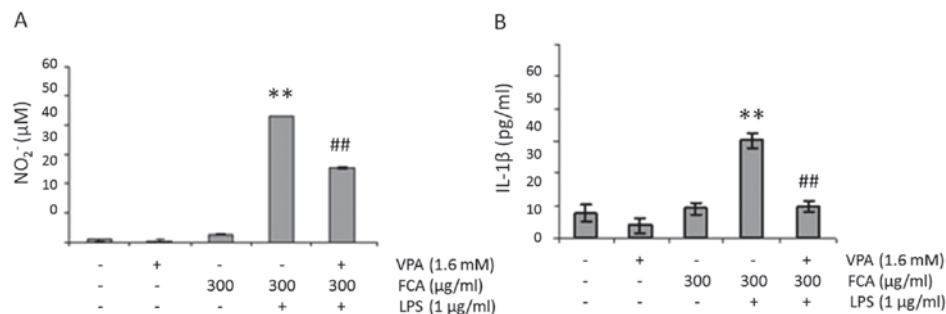 A
NO₂⁻ (μM)
60
50
40
30
20
10
0
**
##
- + - - + VPA (1.6 mM)
- - 300 300 300 FCA (μg/ml)
- - - + + LPS (1 μg/ml)
B
IL-1β (pg/ml)
60
50
40
30
20
10
0
**
##
- + - - + VPA (1.6 mM)
- - 300 300 300 FCA (μg/ml)
- - - + + LPS (1 μg/ml)